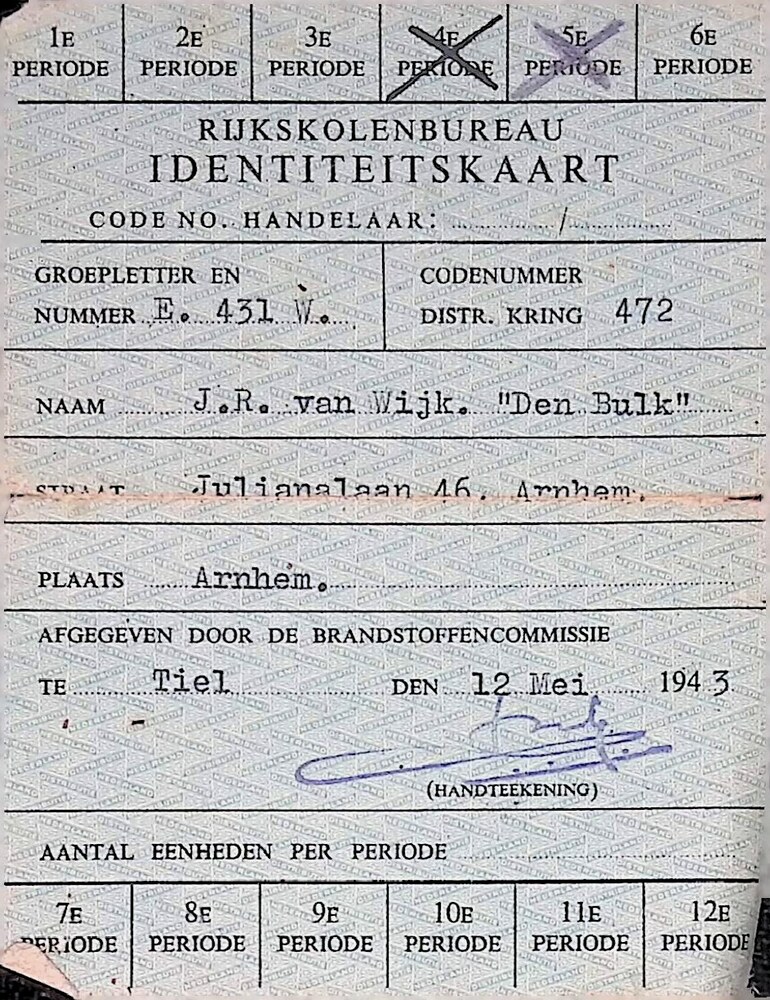 1E 2E 3E 4E 5E 6E
PERIODE PERIODE PERIODE PERIODE PERIODE PERIODE
RIJKSKOLENBUREAU
IDENTITEITSKAART
CODE NO. HANDELAAR: ............/............
GROEPLETTER EN
NUMMER E. 431 W.
CODENUMMER
DISTR. KRING 472
NAAM J.R. van Wijk. "Den Bulk"
STRAAT Julianalaan 46. Arnhem.
PLAATS Arnhem.
AFGEGEVEN DOOR DE BRANDSTOFFENCOMMISSIE
TE Tiel DEN 12 Mei 1943.
(HANDTEEKENING)
AANTAL EENHEDEN PER PERIODE
7E 8E 9E 10E 11E 12E
PERIODE PERIODE PERIODE PERIODE PERIODE PERIODE